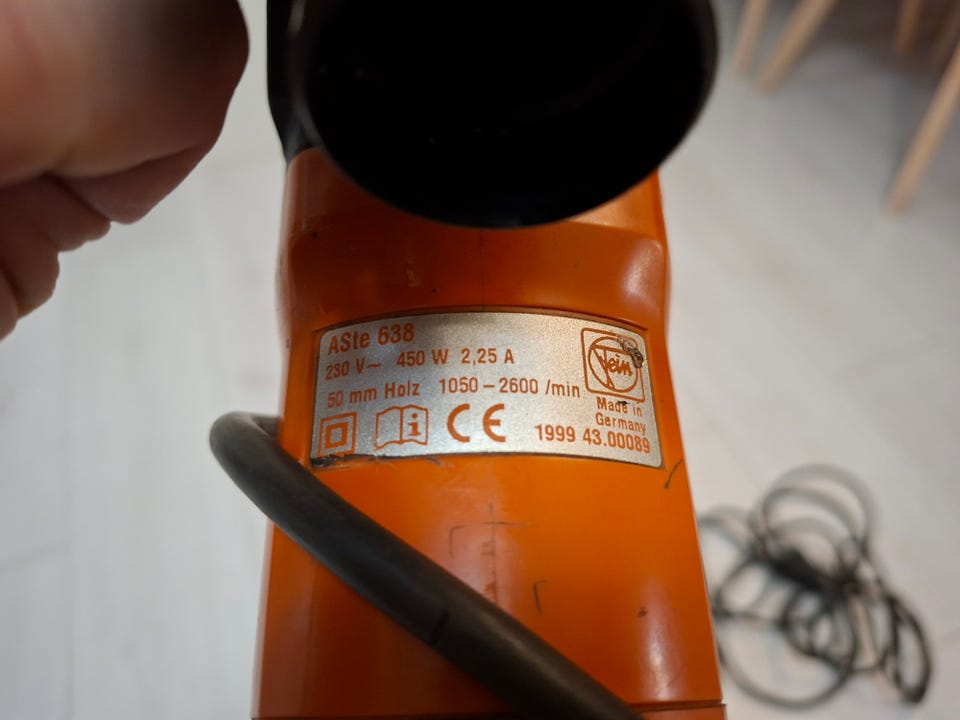 ASte 638
230 V~ 450 W 2,25 A
50 mm Holz 1050–2600 /min
Fein
Made in
Germany
i
CE
1999 43.00089